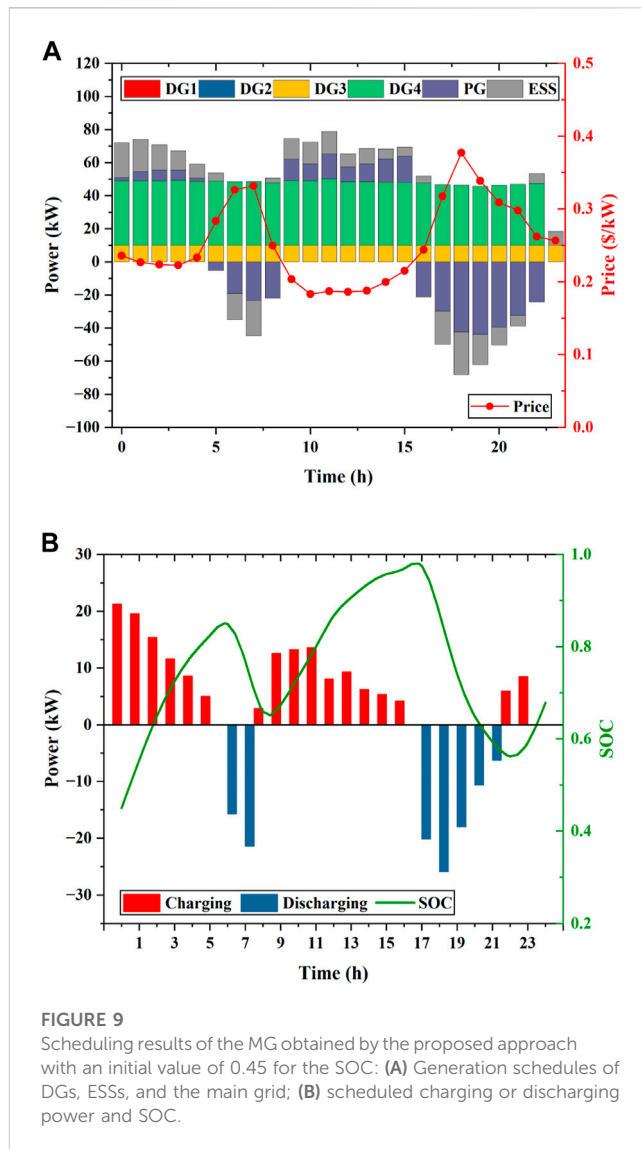 A
DG1 DG2 DG3 DG4 PG ESS
120
100
80
60
40
20
0
−20
−40
−60
−80
−100
Power (kW)
0.5
0.4
0.3
0.2
0.1
0.0
Price ($/kW)
Price
0 5 10 15 20
Time (h)
B
30
20
10
0
−10
−20
−30
Power (kW)
1.0
0.8
0.6
0.4
0.2
SOC
Charging Discharging SOC
1 3 5 7 9 11 13 15 17 19 21 23
Time (h)
FIGURE 9
Scheduling results of the MG obtained by the proposed approach
with an initial value of 0.45 for the SOC: (A) Generation schedules of
DGs, ESSs, and the main grid; (B) scheduled charging or discharging
power and SOC.